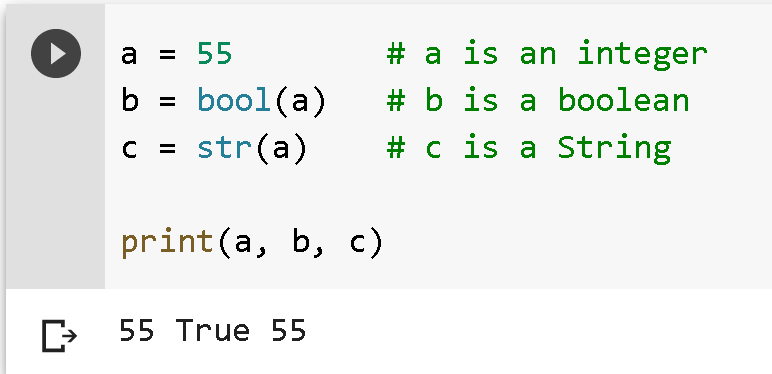 a = 55        # a is an integer
b = bool(a)   # b is a boolean
c = str(a)    # c is a String
print(a, b, c)
55 True 55